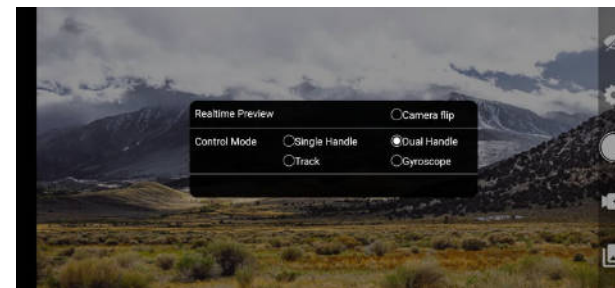 Realtime Preview Camera flip
Control Mode Single Handle Dual Handle
Track Gyroscope